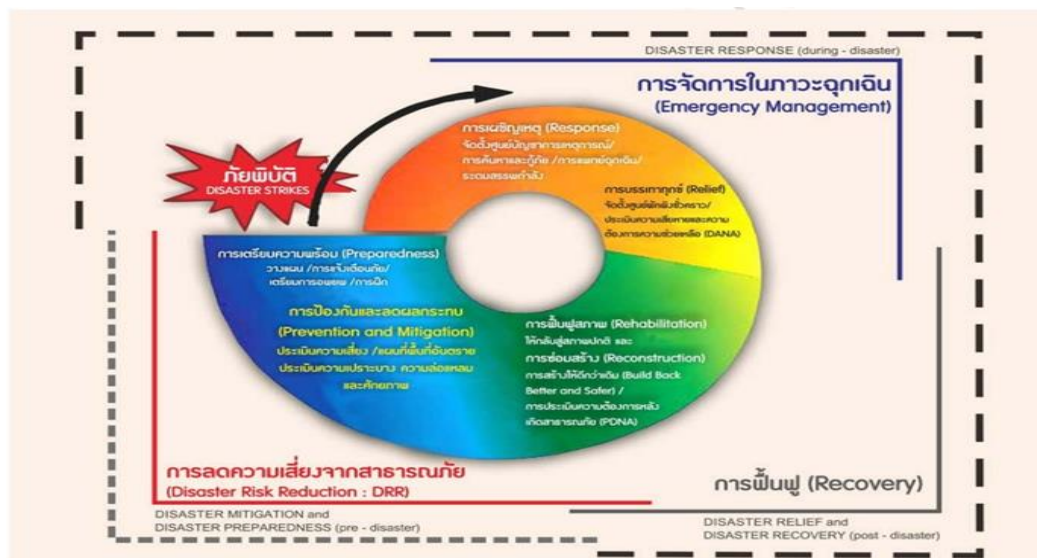 DISASTER RESPONSE (during - disaster)
การจัดการในภาวะฉุกเฉิน
(Emergency Management)
ภัยพิบัติ
DISASTER STRIKES
การเผชิญเหตุ (Response)
จัดตั้งศูนย์บัญชาการเหตุการณ์/
การค้นหาและกู้ภัย /การแพทย์ฉุกเฉิน/
ระดมสรรพกำลัง
การบรรเทาทุกข์ (Relief)
จัดตั้งศูนย์พักพิงชั่วคราว/
ประเมินความเสียหายและความ
ต้องการความช่วยเหลือ (DANA)
การเตรียมความพร้อม (Preparedness)
วางแผน /การแจ้งเตือนภัย/
เตรียมการอพยพ /การฝึก
การป้องกันและลดผลกระทบ
(Prevention and Mitigation)
ประเมินความเสี่ยง /แผนที่พื้นที่อันตราย
ประเมินความเปราะบาง ความล่อแหลม
และศักยภาพ
การฟื้นฟูสภาพ (Rehabilitation)
ให้กลับสู่สภาพปกติ และ
การซ่อมสร้าง (Reconstruction)
การสร้างให้ดีกว่าเดิม (Build Back
Better and Safer) /
การประเมินความต้องการหลัง
เกิดสาธารณภัย (PDNA)
การลดความเสี่ยงจากสาธารณภัย
(Disaster Risk Reduction : DRR)
DISASTER MITIGATION and
DISASTER PREPAREDNESS (pre - disaster)
การฟื้นฟู (Recovery)
DISASTER RELIEF and
DISASTER RECOVERY (post - disaster)